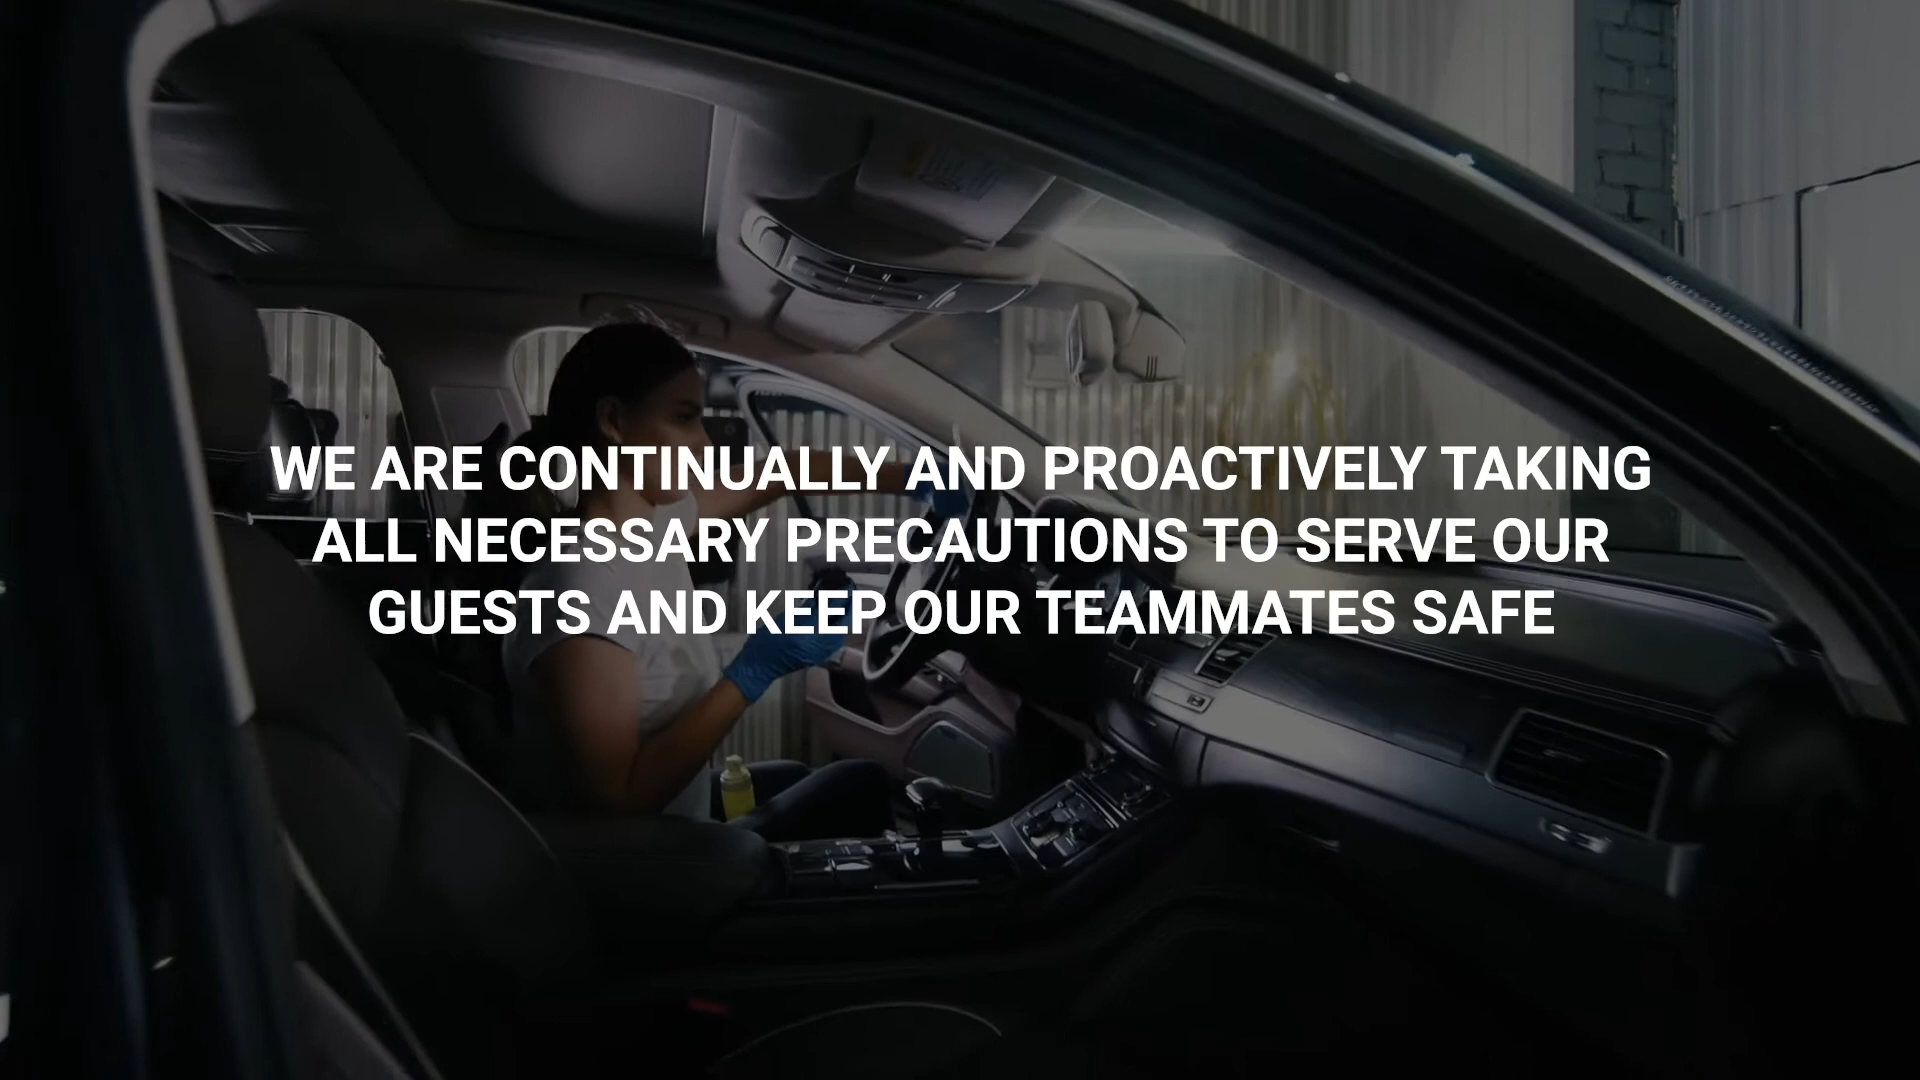 WE ARE CONTINUALLY AND PROACTIVELY TAKING
ALL NECESSARY PRECAUTIONS TO SERVE OUR
GUESTS AND KEEP OUR TEAMMATES SAFE